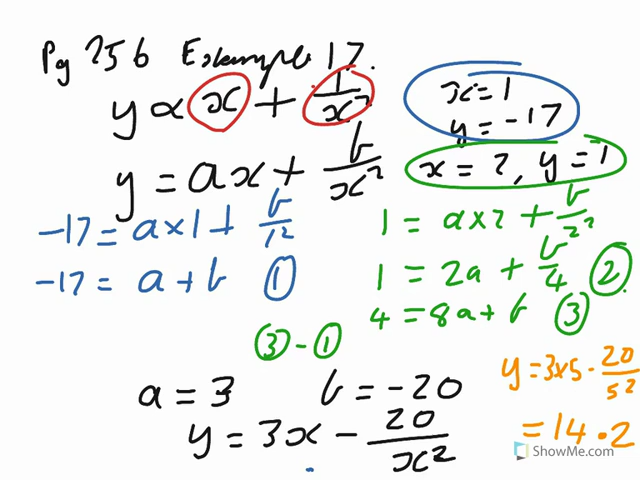 Pg 256 Example 17.
y ∝ x + 1/x²
x = 1
y = -17
y = ax + b/x²
x = 2, y = 1
-17 = a×1 + b/1²
-17 = a + b ①
1 = a×2 + b/2²
1 = 2a + b/4 ②
4 = 8a + b ③
③ - ①
a = 3 b = -20
y = 3x - 20/x²
y = 3×5 - 20/5²
= 14.2
ShowMe.com